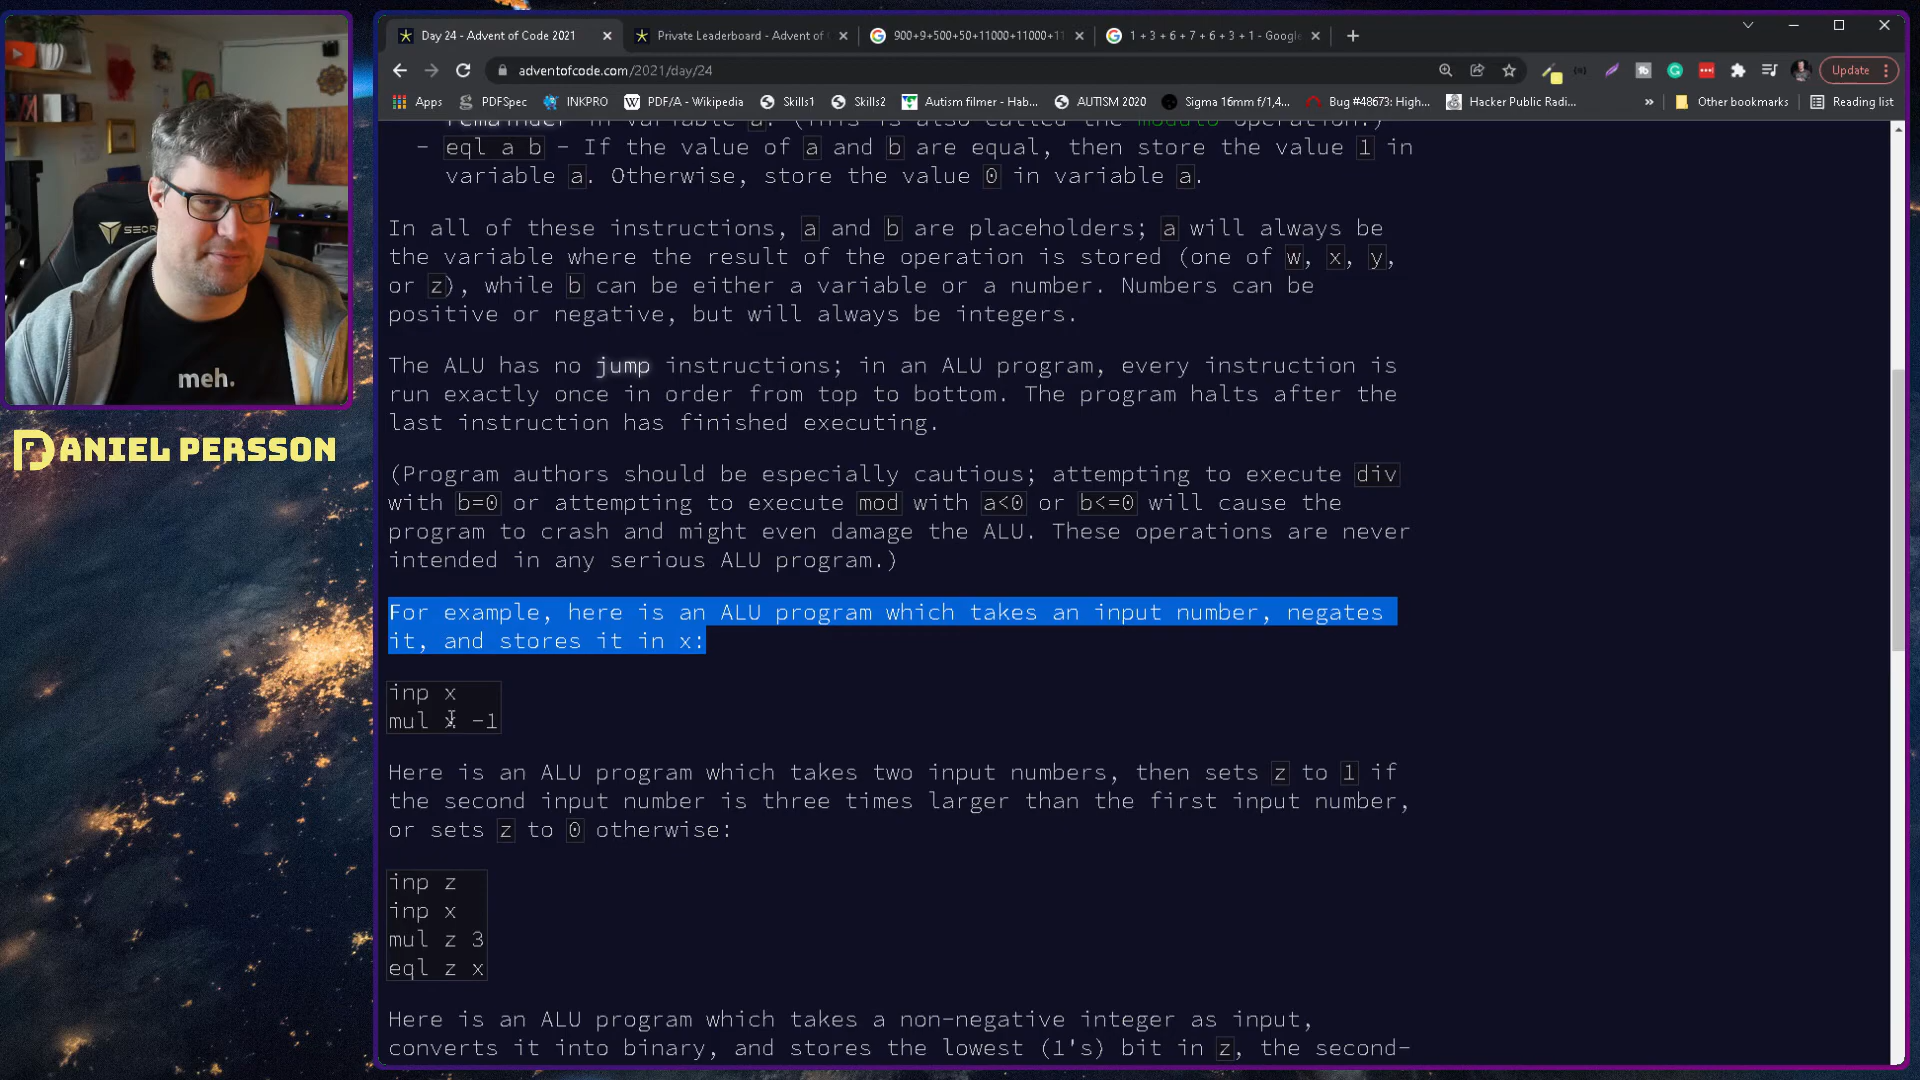 Day 24 - Advent of Code 2021
Private Leaderboard - Advent of
900+9+500+50+11000+11000+1
1 + 3 + 6 + 7 + 6 + 3 + 1 - Google
adventofcode.com/2021/day/24
Update
Apps
PDFSpec
INKPRO
PDF/A - Wikipedia
Skills1
Skills2
Autism filmer - Hab...
AUTISM 2020
Sigma 16mm f/1,4...
Bug #48673: High...
Hacker Public Radi...
»
Other bookmarks
Reading list
remainder in variable a. (This is also called the modulo operation.)
- eql a b - If the value of a and b are equal, then store the value 1 in
variable a. Otherwise, store the value 0 in variable a.
In all of these instructions, a and b are placeholders; a will always be
the variable where the result of the operation is stored (one of w, x, y,
or z), while b can be either a variable or a number. Numbers can be
positive or negative, but will always be integers.
The ALU has no jump instructions; in an ALU program, every instruction is
run exactly once in order from top to bottom. The program halts after the
last instruction has finished executing.
(Program authors should be especially cautious; attempting to execute div
with b=0 or attempting to execute mod with a<0 or b<=0 will cause the
program to crash and might even damage the ALU. These operations are never
intended in any serious ALU program.)
For example, here is an ALU program which takes an input number, negates
it, and stores it in x:
inp x
mul x -1
Here is an ALU program which takes two input numbers, then sets z to 1 if
the second input number is three times larger than the first input number,
or sets z to 0 otherwise:
inp z
inp x
mul z 3
eql z x
Here is an ALU program which takes a non-negative integer as input,
converts it into binary, and stores the lowest (1's) bit in z, the second-
meh.
DANIEL PERSSON